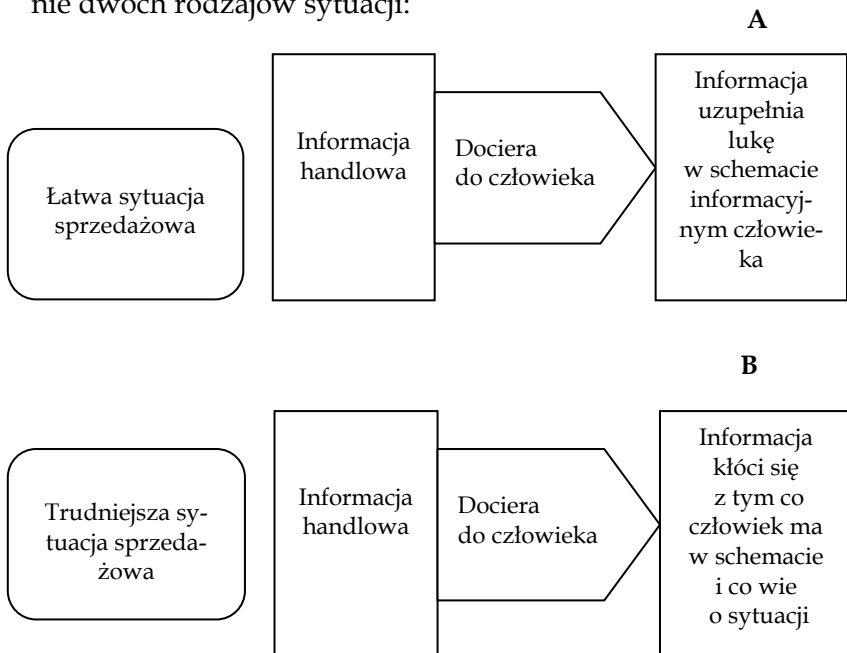 nie dwóch rodzajów sytuacji:
A
Łatwa sytuacja
sprzedażowa
Informacja
handlowa
Dociera
do człowieka
Informacja
uzupełnia
lukę
w schemacie
informacyj-
nym człowie-
ka
B
Trudniejsza sy-
tuacja sprzeda-
żowa
Informacja
handlowa
Dociera
do człowieka
Informacja
kłóci się
z tym co
człowiek ma
w schemacie
i co wie
o sytuacji